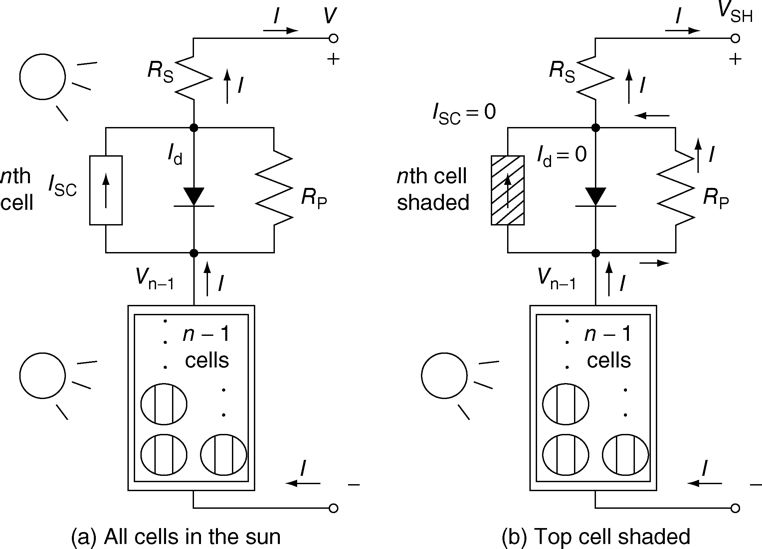 I V
+
R_S I
I_d
nth cell I_SC R_P
V_n–1 I
n – 1
cells
I –
(a) All cells in the sun
I V_SH
+
R_S I
I_SC = 0
I_d = 0 I
nth cell
shaded R_P
V_n–1 I
n – 1
cells
I –
(b) Top cell shaded